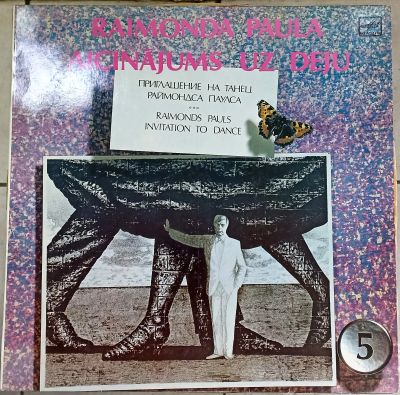 RAIMONDA PAULA
AICINĀJUMS UZ DEJU
ПРИГЛАШЕНИЕ НА ТАНЕЦ
РАЙМОНДСА ПАУЛСА
***
RAIMONDS PAULS
INVITATION TO DANCE
5